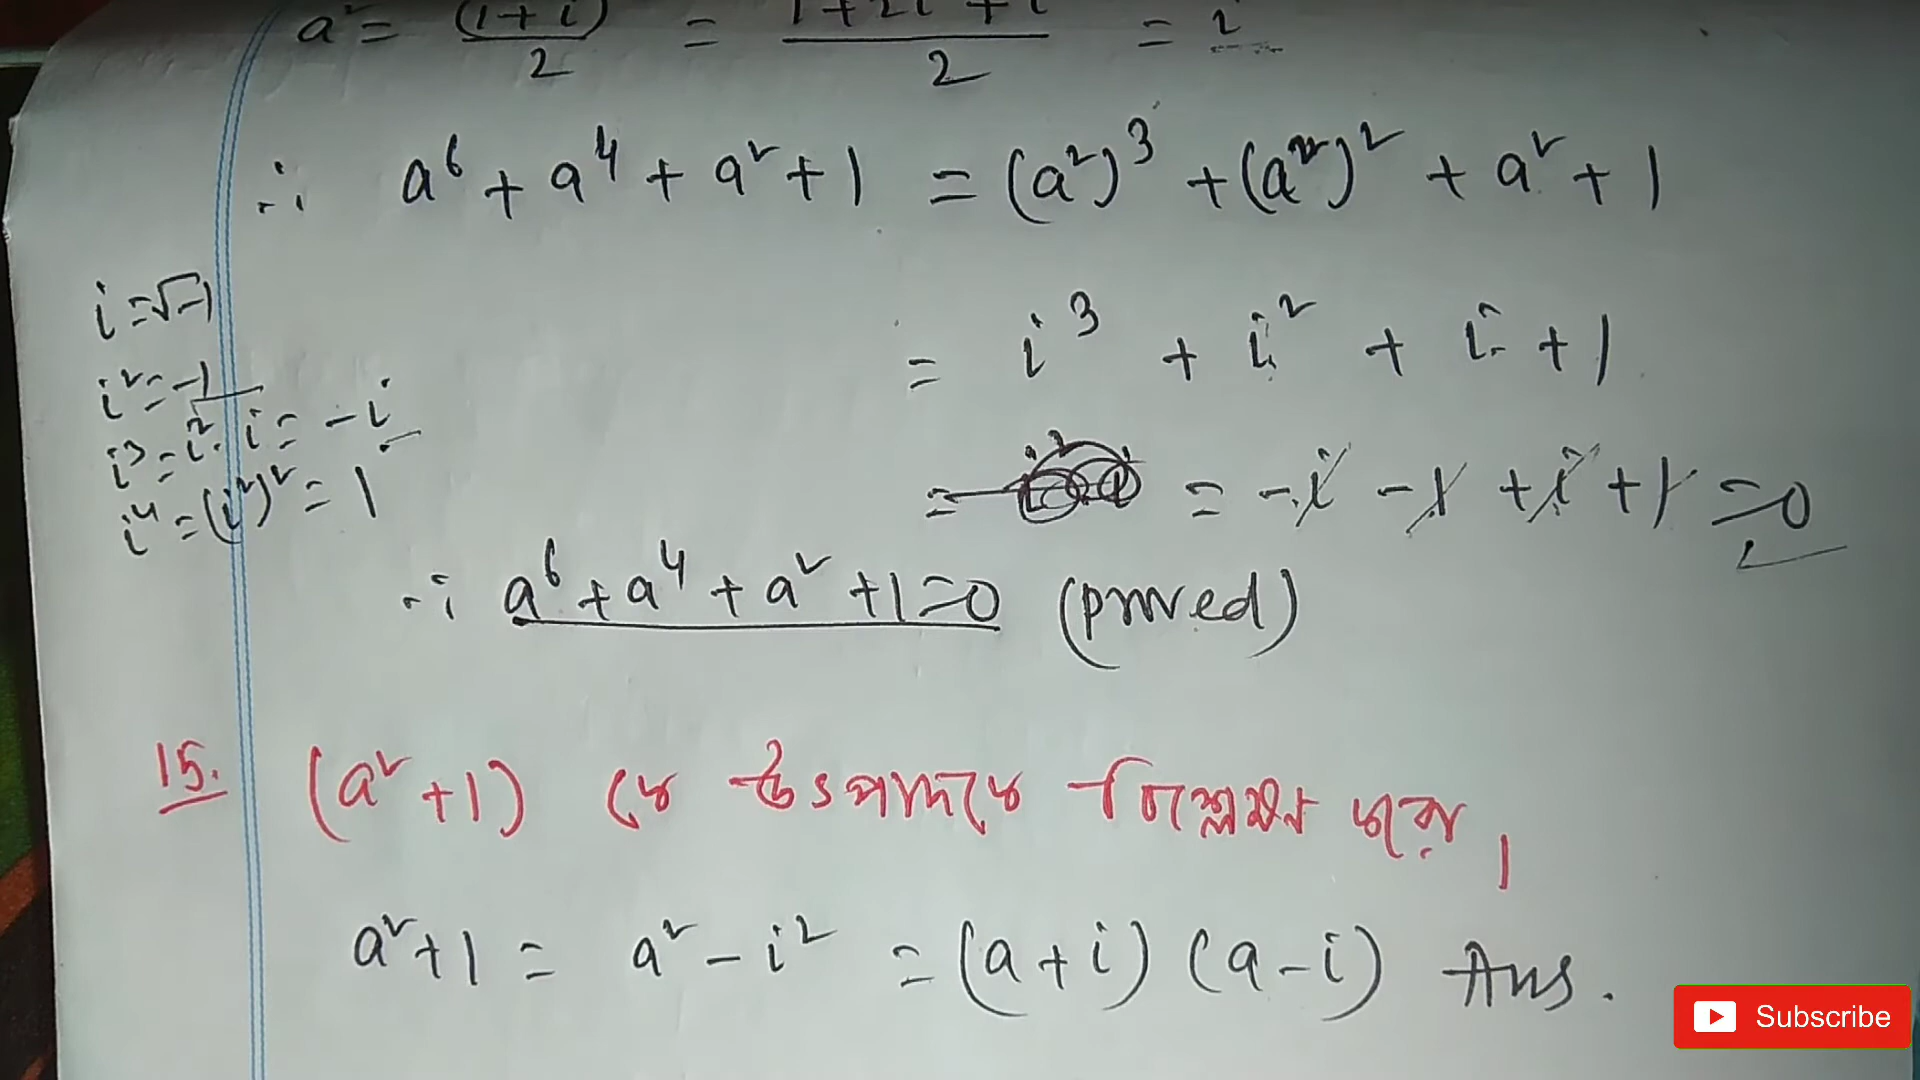 a² = (1+i)²/2 = 1+2i+i²/2 = i
∴ a⁶ + a⁴ + a² + 1 = (a²)³ + (a²)² + a² + 1
i = √-1
= i³ + i² + i + 1
i² = -1
i³ = i². i = -i
= = -i -1 +i +1 = 0
i⁴ = (i²)² = 1
∴ a⁶ + a⁴ + a² + 1 = 0 (proved)
15. (a² + 1) কে উৎপাদকে বিশ্লেষণ করো।
a² + 1 = a² - i² = (a + i) (a - i) Ans.
Subscribe